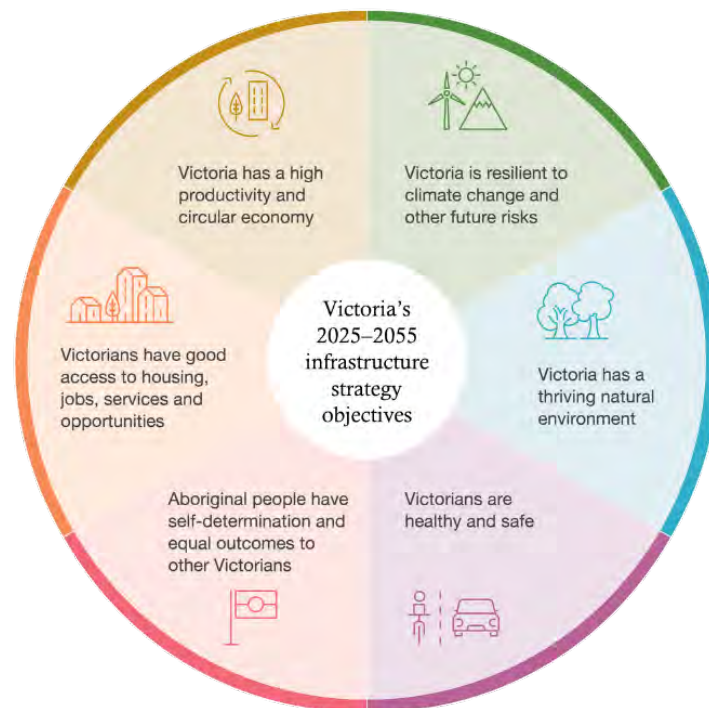 Victoria has a high
productivity and
circular economy
Victoria is resilient to
climate change and
other future risks
Victorians have good
access to housing,
jobs, services and
opportunities
Victoria's
2025–2055
infrastructure
strategy
objectives
Victoria has a
thriving natural
environment
Aboriginal people have
self-determination and
equal outcomes to
other Victorians
Victorians are
healthy and safe